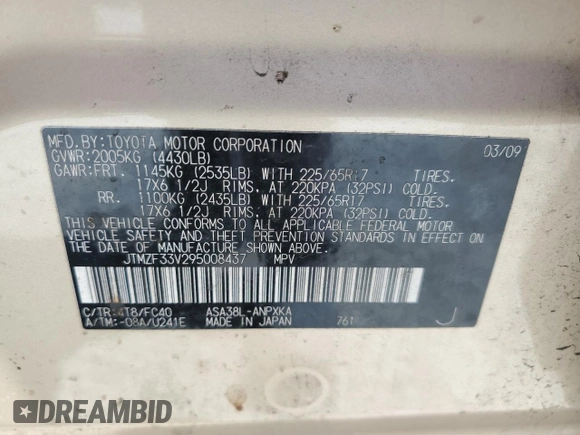 MFD.BY:TOYOTA MOTOR CORPORATION 03/09
GVWR:2005KG (4430LB)
GAWR:FRT. 1145KG (2535LB) WITH 225/65R17 TIRES.
17X6 1/2J RIMS. AT 220KPA (32PSI) COLD.
RR. 1100KG (2435LB) WITH 225/65R17 TIRES.
17X6 1/2J RIMS. AT 220KPA (32PSI) COLD.
THIS VEHICLE CONFORMS TO ALL APPLICABLE FEDERAL MOTOR
VEHICLE SAFETY AND THEFT PREVENTION STANDARDS IN EFFECT ON
THE DATE OF MANUFACTURE SHOWN ABOVE.
JTMZF33V295008437 MPV
C/TR:4T8/FC40 ASA38L-ANPXKA J
A/TM:-08A/U241E MADE IN JAPAN
DREAMBID